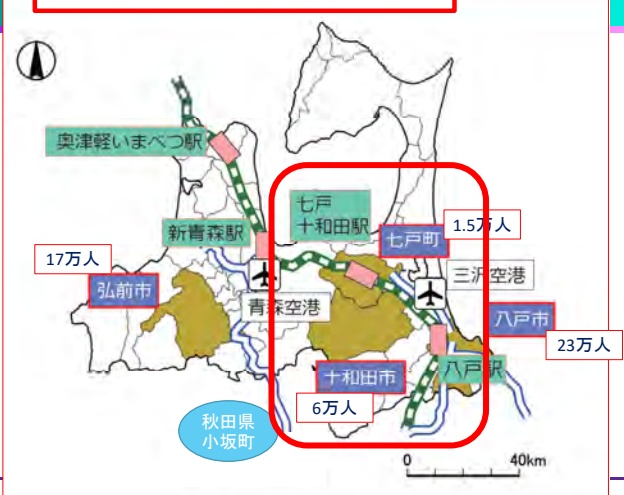 奥津軽いまべつ駅
七戸
十和田駅
1.5万人
新青森駅
七戸町
17万人
三沢空港
弘前市
青森空港
八戸市
23万人
十和田市
八戸駅
6万人
秋田県
小坂町
0
40km